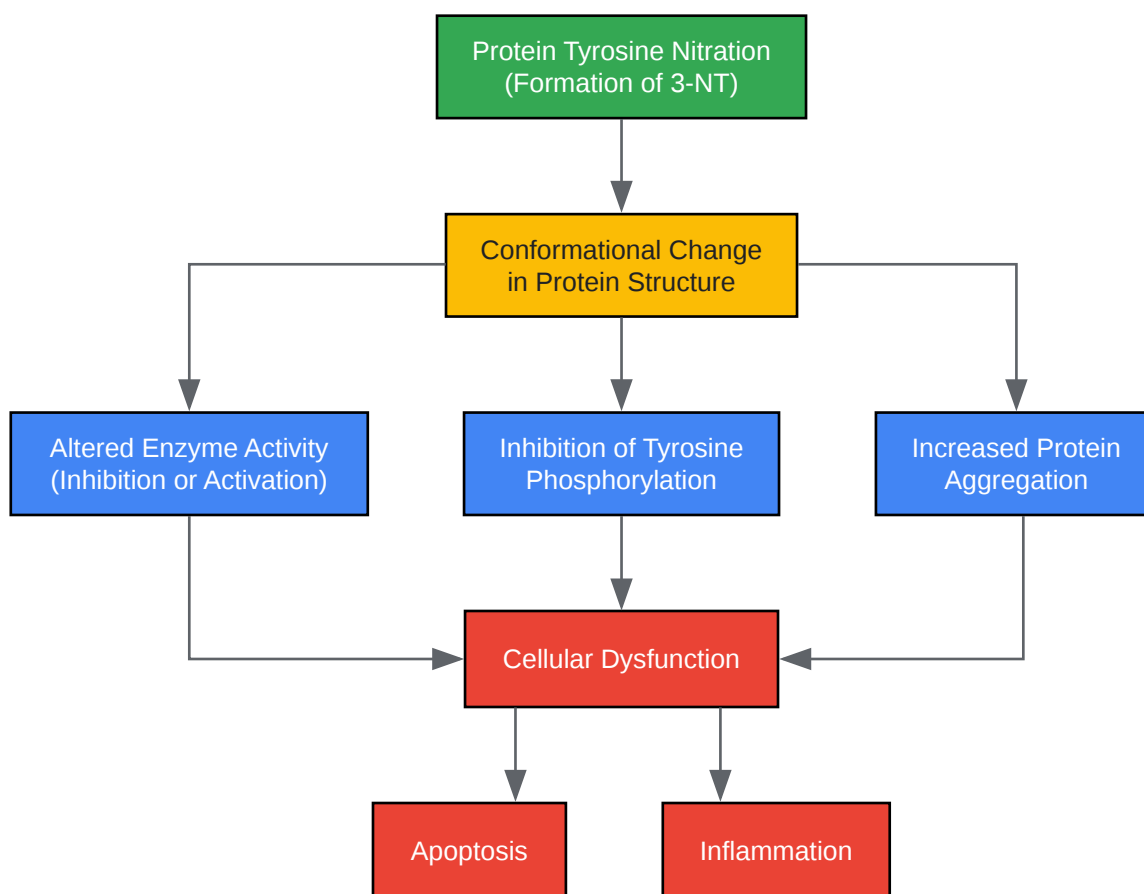 Protein Tyrosine Nitration
(Formation of 3-NT)
Conformational Change
in Protein Structure
Altered Enzyme Activity
(Inhibition or Activation)
Inhibition of Tyrosine
Phosphorylation
Increased Protein
Aggregation
Cellular Dysfunction
Apoptosis
Inflammation